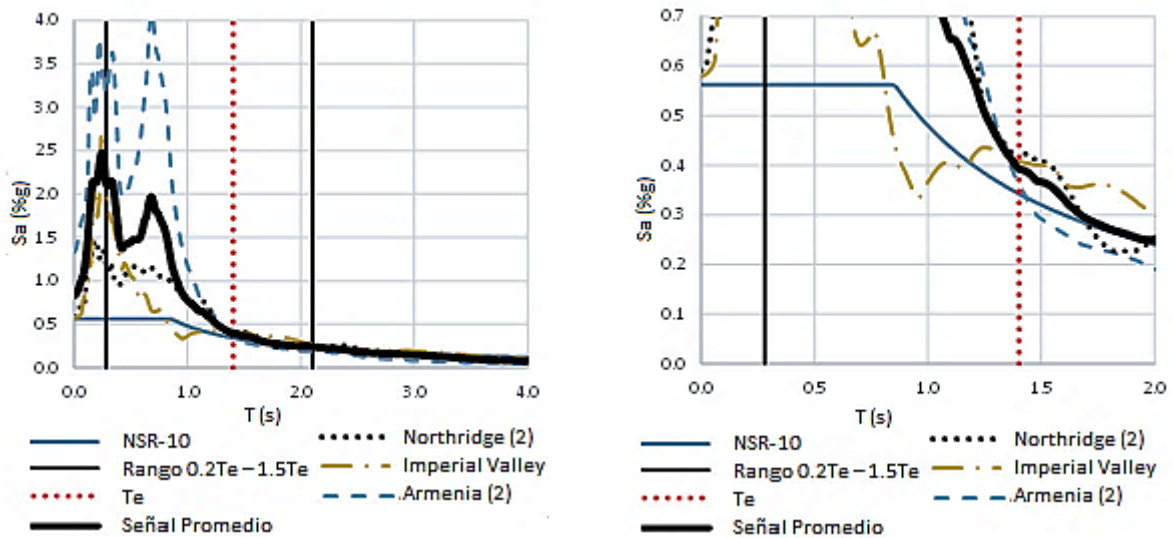 4.0
3.5
3.0
2.5
2.0
1.5
1.0
0.5
0.0
Sa (%g)
0.0 1.0 2.0 3.0 4.0
T (s)
NSR-10
Rango 0.2Te – 1.5Te
Te
Señal Promedio
Northridge (2)
Imperial Valley
Armenia (2)
0.7
0.6
0.5
0.4
0.3
0.2
0.1
0.0
Sa (%g)
0.0 0.5 1.0 1.5 2.0
T (s)
NSR-10
Rango 0.2Te – 1.5Te
Te
Señal Promedio
Northridge (2)
Imperial Valley
Armenia (2)